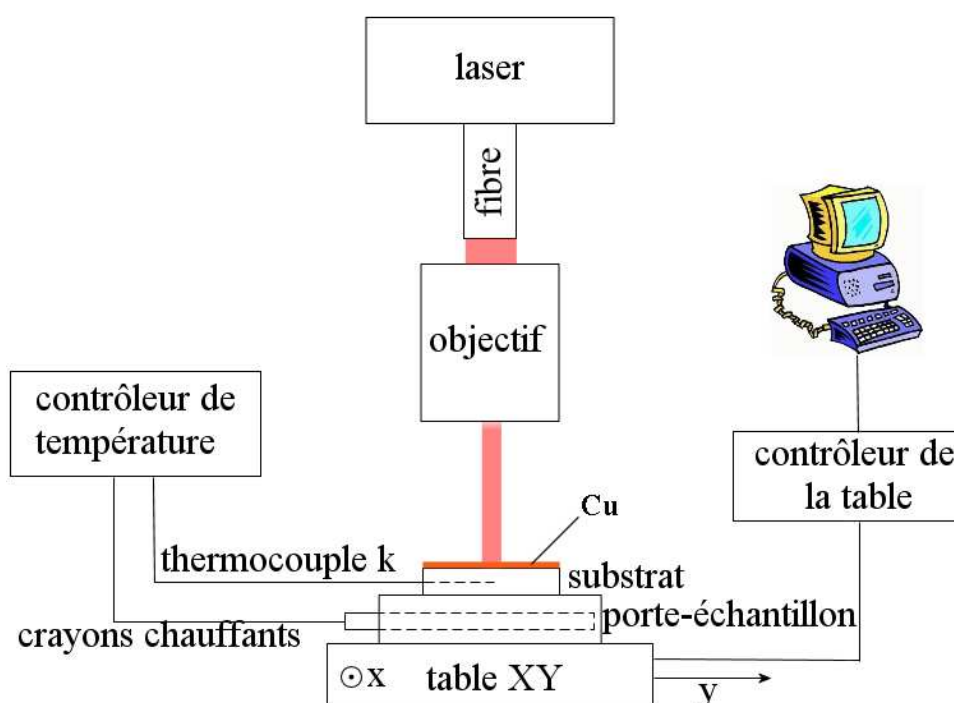 laser
fibre
objectif
contrôleur de
température
contrôleur de
la table
Cu
thermocouple k
substrat
porte-échantillon
crayons chauffants
x
table XY
y